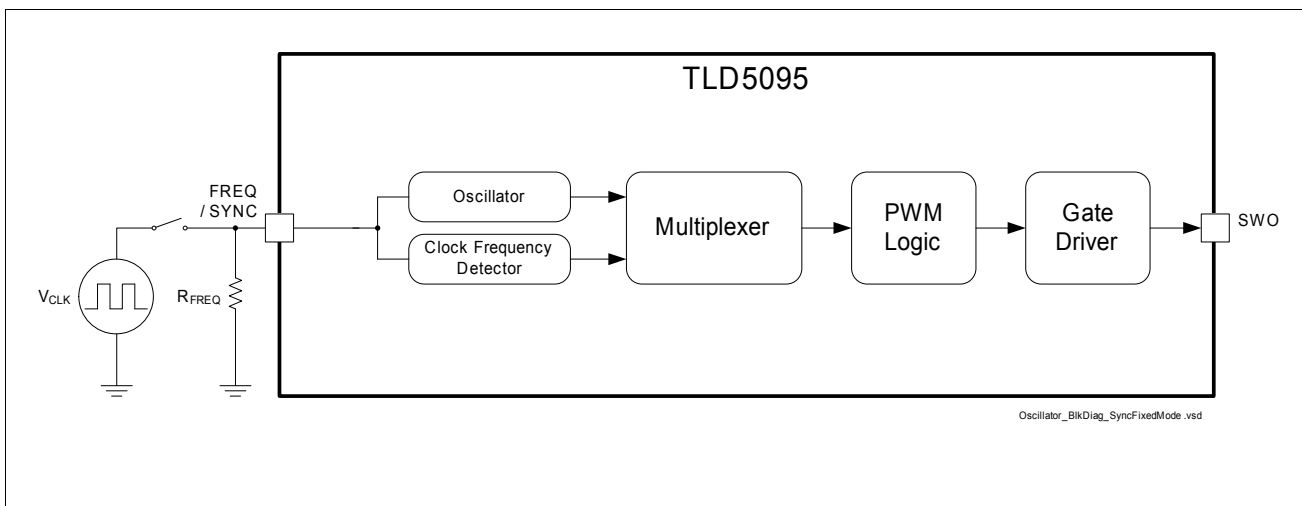 TLD5095
FREQ
/ SYNC
Oscillator
Clock Frequency
Detector
Multiplexer
PWM
Logic
Gate
Driver
SWO
VCLK
RFREQ
Oscillator_BlkDiag_SyncFixedMode .vsd